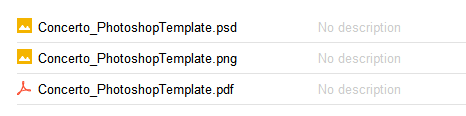 Concerto_PhotoshopTemplate.psd No description
Concerto_PhotoshopTemplate.png No description
Concerto_PhotoshopTemplate.pdf No description